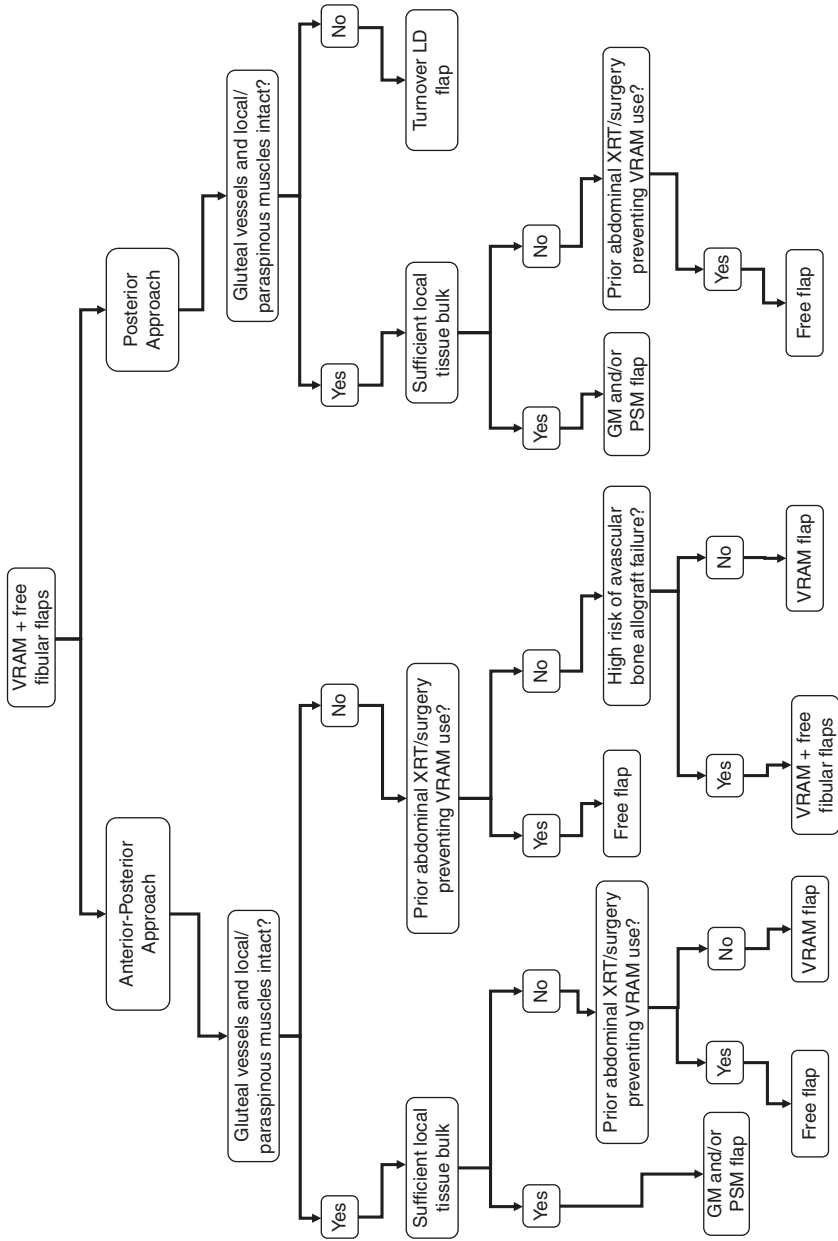 VRAM + free
fibular flaps
Anterior-Posterior
Approach
Posterior
Approach
Gluteal vessels and local/
paraspinous muscles intact?
Gluteal vessels and local/
paraspinous muscles intact?
Yes
No
Yes
No
Sufficient local
tissue bulk
Prior abdominal XRT/surgery
preventing VRAM use?
Sufficient local
tissue bulk
Turnover LD
flap
Yes
No
Yes
No
Yes
No
GM and/or
PSM flap
Prior abdominal XRT/surgery
preventing VRAM use?
Free flap
High risk of avascular
bone allograft failure?
GM and/or
PSM flap
Prior abdominal XRT/surgery
preventing VRAM use?
Yes
No
Yes
No
Yes
Free flap
VRAM flap
VRAM + free
fibular flaps
VRAM flap
Free flap